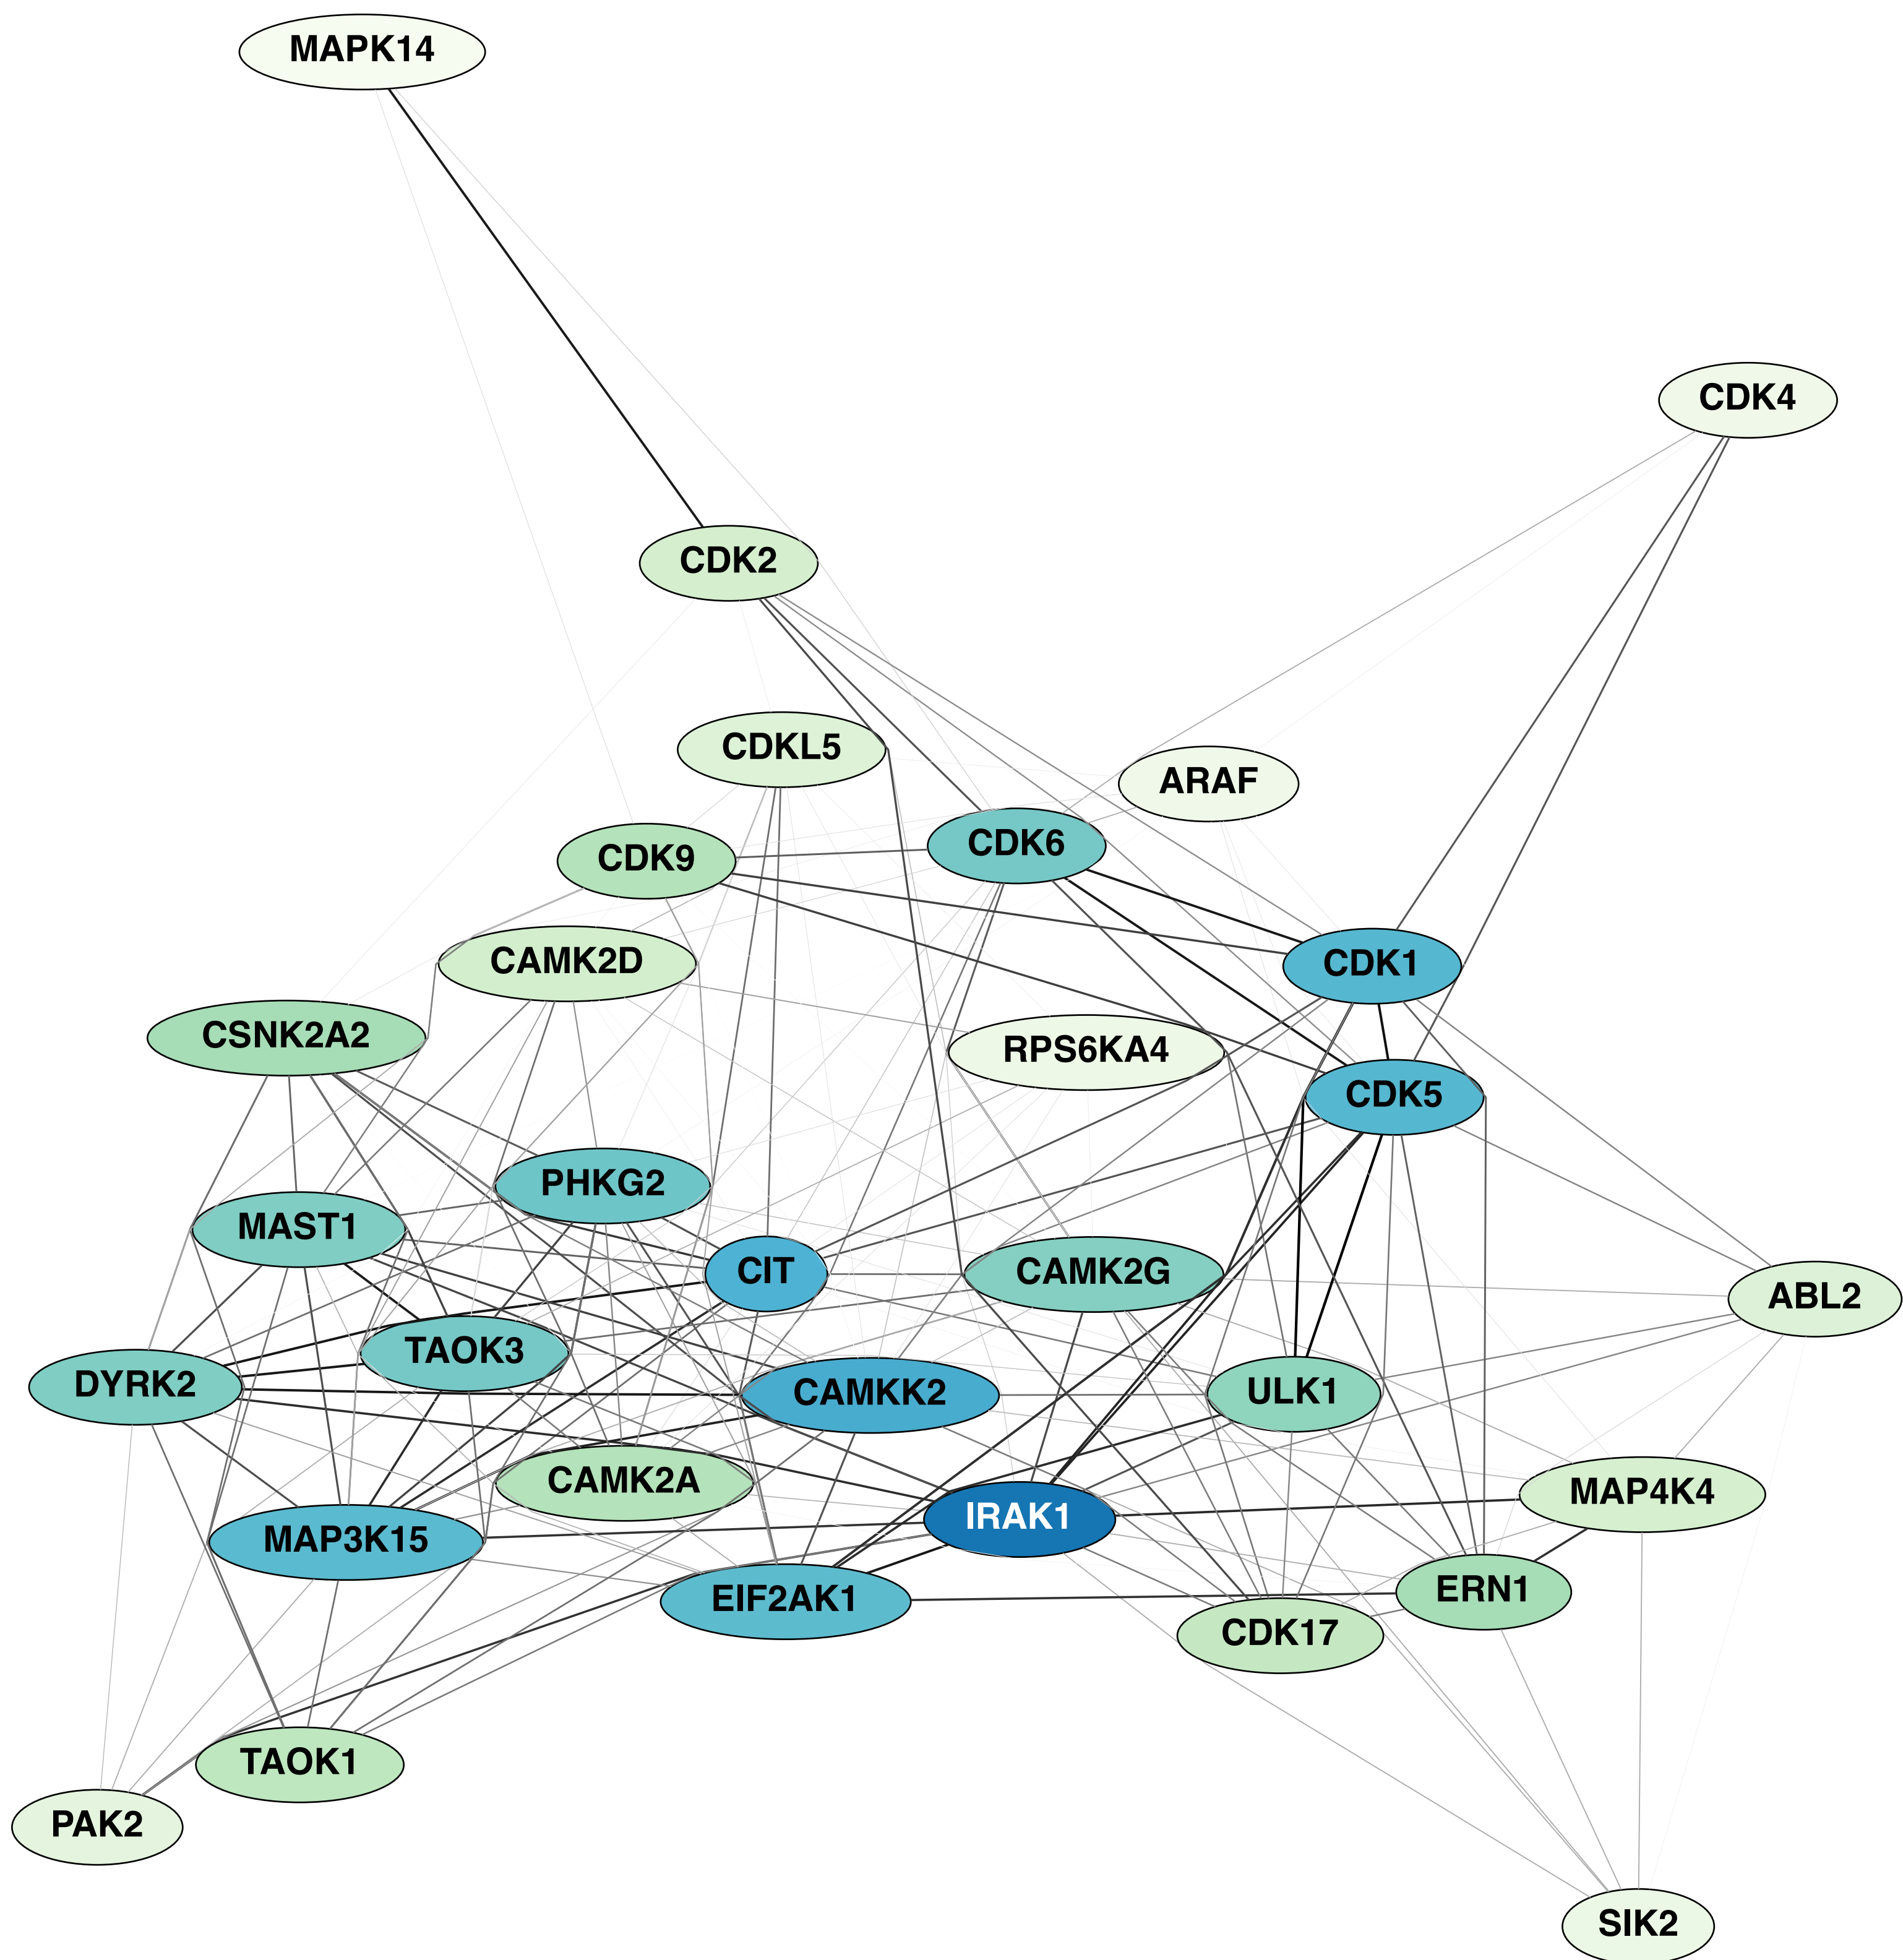 MAPK14
CDK4
CDK2
CDKL5
ARAF
CDK9
CDK6
CAMK2D
CDK1
CSNK2A2
RPS6KA4
CDK5
PHKG2
MAST1
CIT
CAMK2G
ABL2
TAOK3
DYRK2
CAMKK2
ULK1
CAMK2A
MAP4K4
IRAK1
MAP3K15
EIF2AK1
ERN1
CDK17
TAOK1
PAK2
SIK2